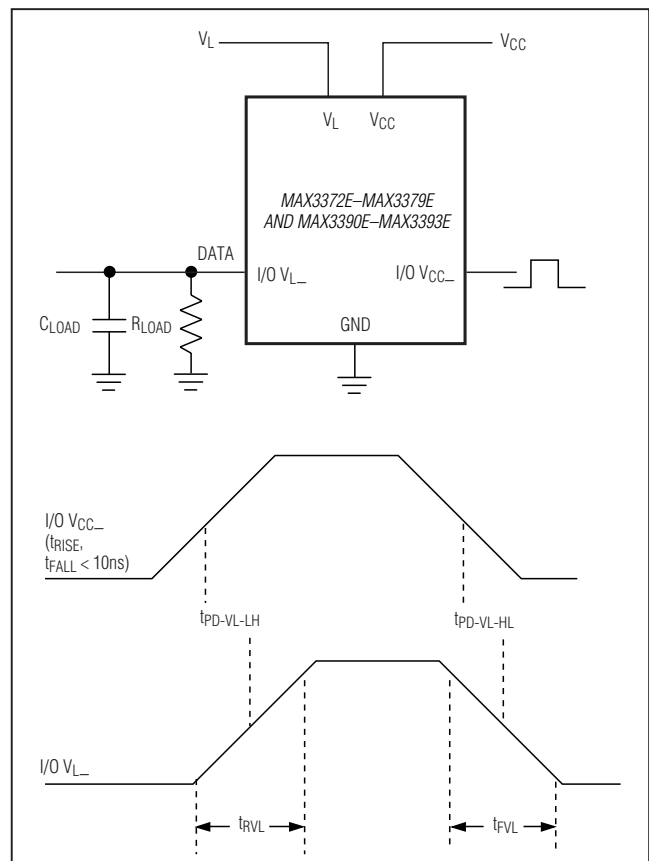 VL VCC
VL VCC
MAX3372E–MAX3379E
AND MAX3390E–MAX3393E
DATA
I/O VL_ I/O VCC_
CLOAD RLOAD
GND
I/O VCC_
(tRISE,
tFALL < 10ns)
tPD-VL-LH tPD-VL-HL
I/O VL_
tRVL tFVL